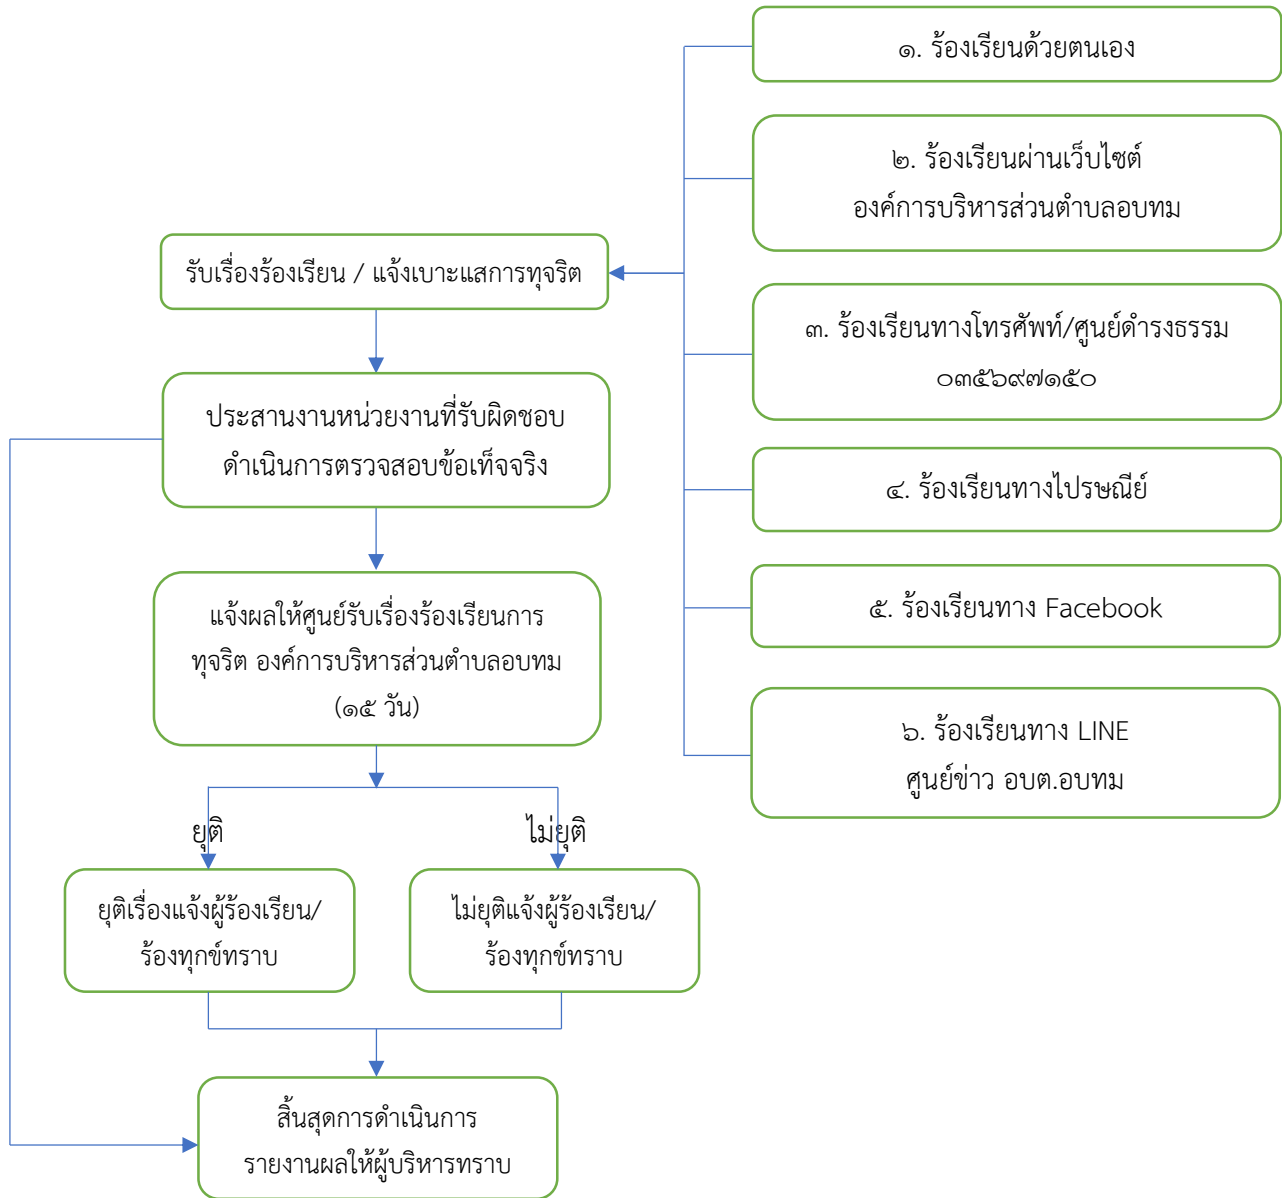 ๑. ร้องเรียนด้วยตนเอง
๒. ร้องเรียนผ่านเว็บไซต์
องค์การบริหารส่วนตำบลอบทม
รับเรื่องร้องเรียน / แจ้งเบาะแสการทุจริต
๓. ร้องเรียนทางโทรศัพท์/ศูนย์ดำรงธรรม
๐๓๕๖๙๗๑๕๐
ประสานงานหน่วยงานที่รับผิดชอบ
ดำเนินการตรวจสอบข้อเท็จจริง
๔. ร้องเรียนทางไปรษณีย์
๕. ร้องเรียนทาง Facebook
แจ้งผลให้ศูนย์รับเรื่องร้องเรียนการ
ทุจริต องค์การบริหารส่วนตำบลอบทม
(๑๕ วัน)
๖. ร้องเรียนทาง LINE
ศูนย์ข่าว อบต.อบทม
ยุติ
ไม่ยุติ
ยุติเรื่องแจ้งผู้ร้องเรียน/
ร้องทุกข์ทราบ
ไม่ยุติแจ้งผู้ร้องเรียน/
ร้องทุกข์ทราบ
สิ้นสุดการดำเนินการ
รายงานผลให้ผู้บริหารทราบ